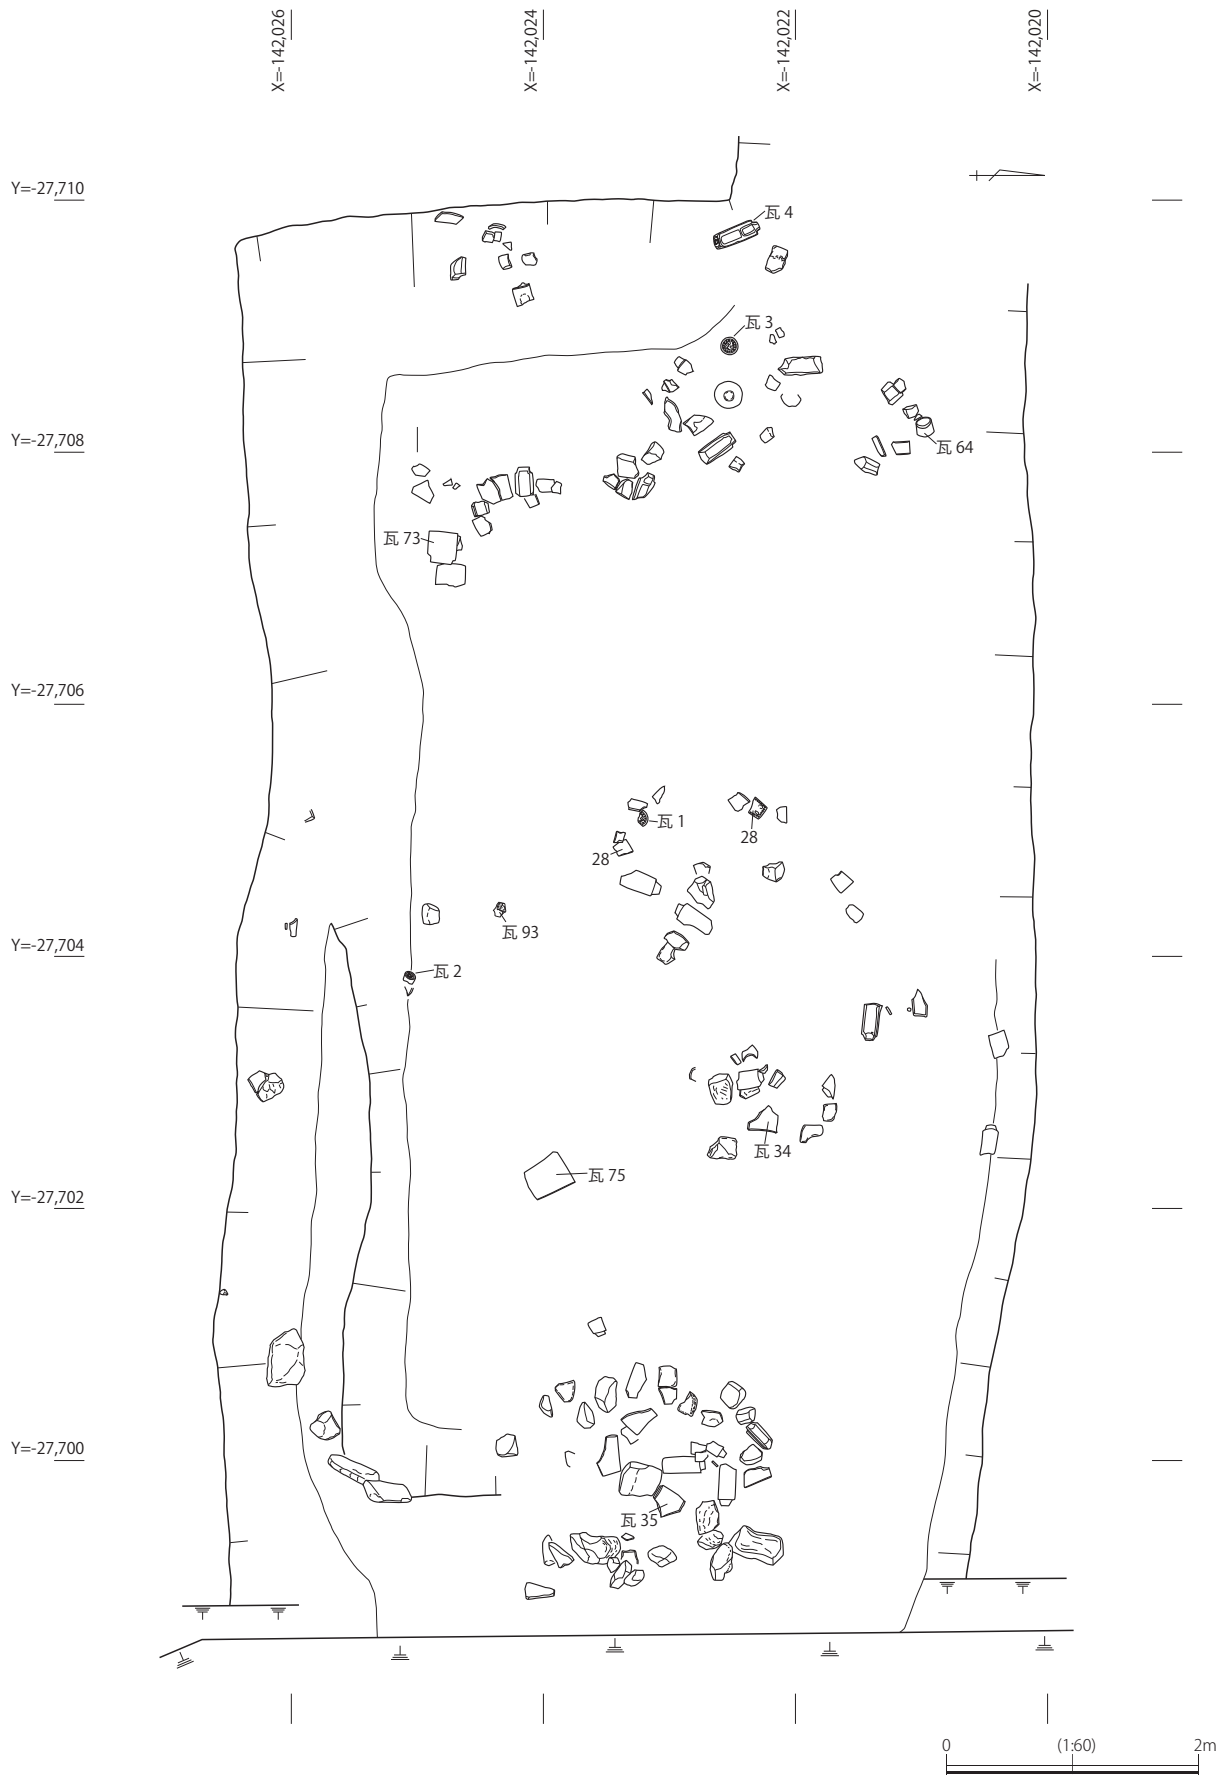 X=-142,026
X=-142,024
X=-142,022
X=-142,020
Y=-27,710
瓦 4
瓦 3
Y=-27,708
瓦 64
瓦 73
Y=-27,706
瓦 1
28
28
瓦 93
Y=-27,704
瓦 2
瓦 34
瓦 75
Y=-27,702
Y=-27,700
瓦 35
0 (1:60) 2m